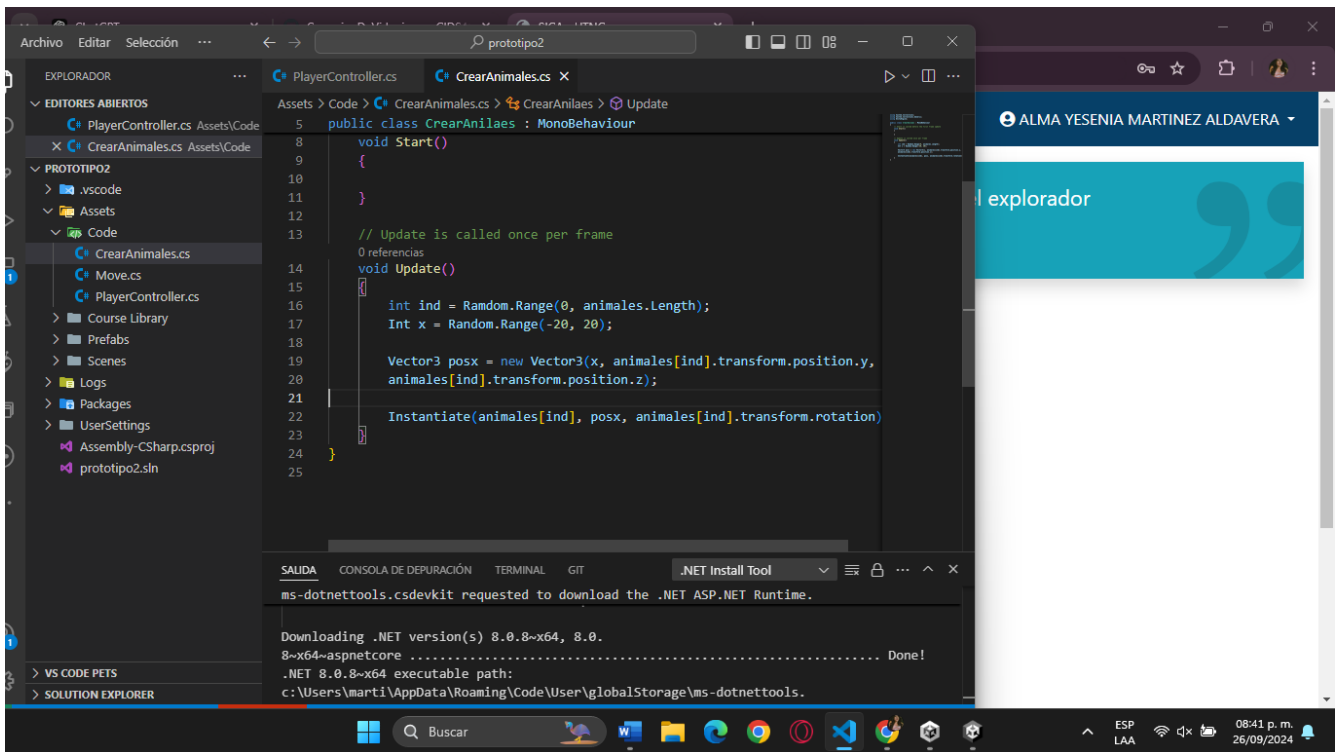 Archivo Editar Selección ···
prototipo2
EXPLORADOR ···
EDITORES ABIERTOS
PlayerController.cs Assets\Code
CrearAnimales.cs Assets\Code
PROTOTIPO2
.vscode
Assets
Code
CrearAnimales.cs
Move.cs
PlayerController.cs
Course Library
Prefabs
Scenes
Logs
Packages
UserSettings
Assembly-CSharp.csproj
prototipo2.sln
VS CODE PETS
SOLUTION EXPLORER
PlayerController.cs CrearAnimales.cs
Assets > Code > CrearAnimales.cs > CrearAnilaes > Update
5 public class CrearAnilaes : MonoBehaviour
8 void Start()
9 {
10
11 }
12
13 // Update is called once per frame
0 referencias
14 void Update()
15 {
16 int ind = Ramdom.Range(0, animales.Length);
17 Int x = Random.Range(-20, 20);
18
19 Vector3 posx = new Vector3(x, animales[ind].transform.position.y,
20 animales[ind].transform.position.z);
21
22 Instantiate(animales[ind], posx, animales[ind].transform.rotation)
23 }
24 }
25
SALIDA CONSOLA DE DEPURACIÓN TERMINAL GIT .NET Install Tool
ms-dotnettools.csdevkit requested to download the .NET ASP.NET Runtime.
Downloading .NET version(s) 8.0.8~x64, 8.0.
8~x64~aspnetcore .................................................................. Done!
.NET 8.0.8~x64 executable path:
c:\Users\marti\AppData\Roaming\Code\User\globalStorage\ms-dotnettools.
ALMA YESENIA MARTINEZ ALDAVERA
el explorador
Buscar
ESP
LAA
08:41 p. m.
26/09/2024